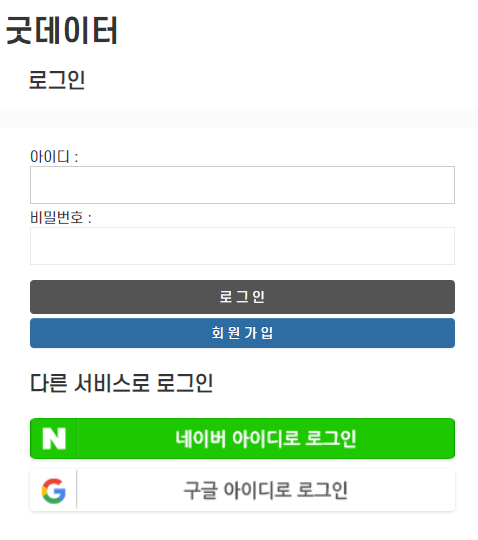 굿데이터
로그인
아이디 :
비밀번호 :
로그인
회원가입
다른 서비스로 로그인
N 네이버 아이디로 로그인
G 구글 아이디로 로그인